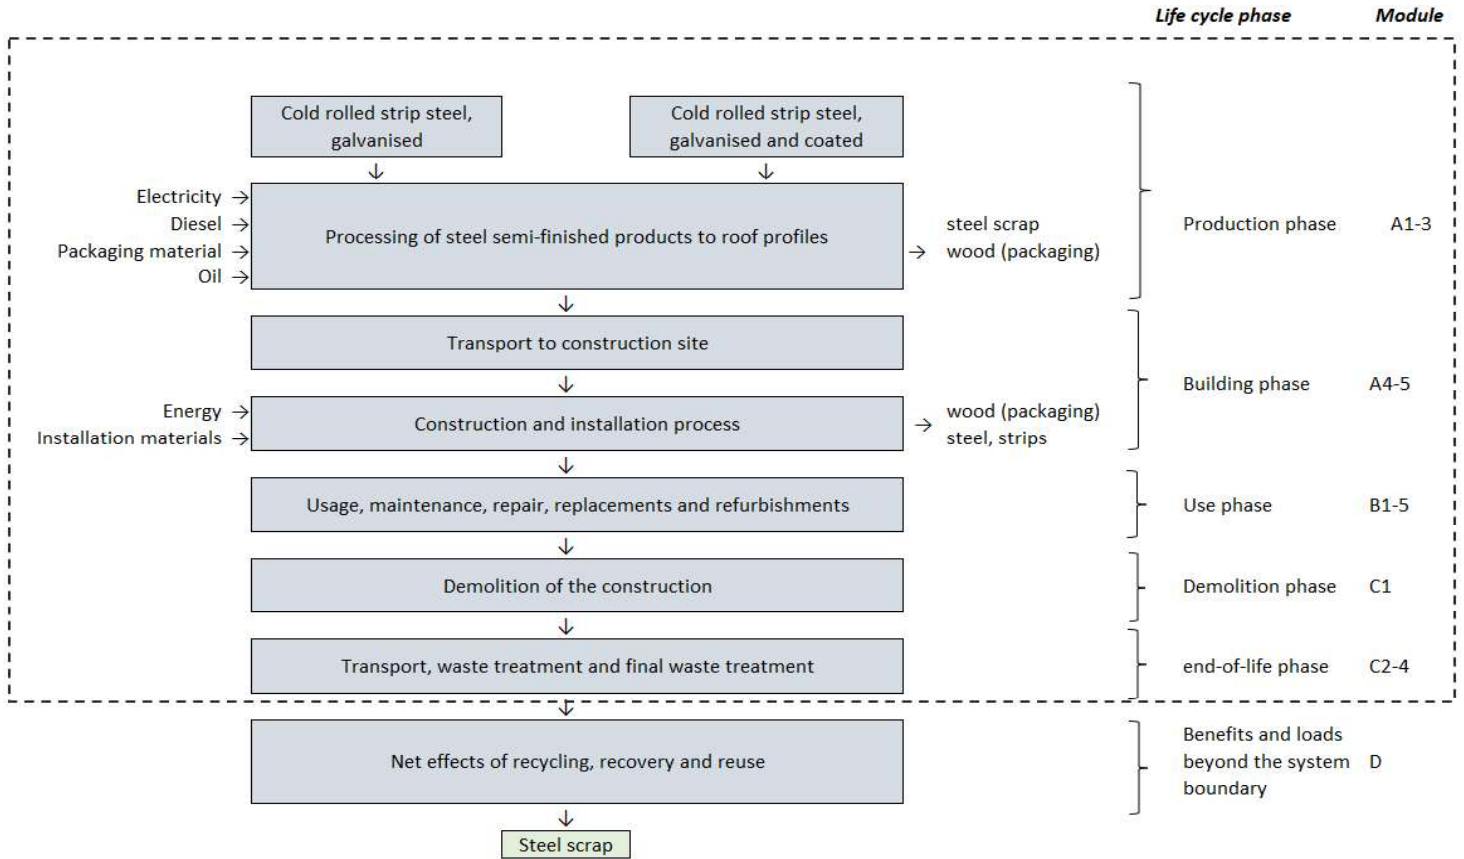 Life cycle phase Module
Cold rolled strip steel,
galvanised
Cold rolled strip steel,
galvanised and coated
Electricity →
Diesel →
Packaging material →
Oil →
Processing of steel semi-finished products to roof profiles
steel scrap
→ wood (packaging)
Production phase A1-3
Transport to construction site
Building phase A4-5
Energy →
Installation materials →
Construction and installation process
→ wood (packaging)
steel, strips
Usage, maintenance, repair, replacements and refurbishments
Use phase B1-5
Demolition of the construction
Demolition phase C1
Transport, waste treatment and final waste treatment
end-of-life phase C2-4
Net effects of recycling, recovery and reuse
Benefits and loads
beyond the system D
boundary
Steel scrap